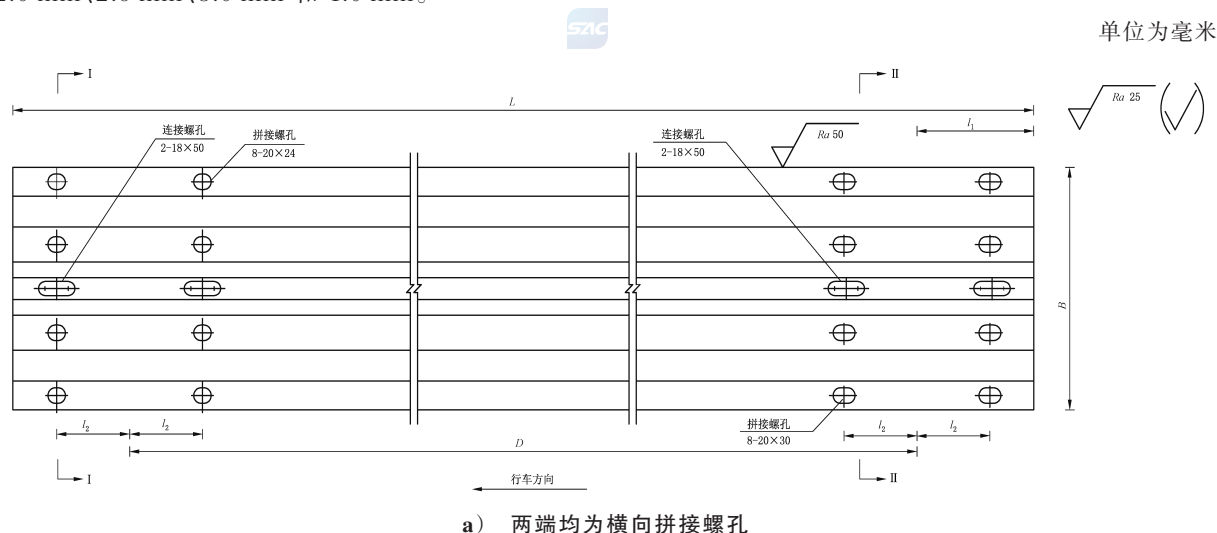 SAC
单位为毫米
I
II
L
Ra 25
连接螺孔
2-18×50
拼接螺孔
8-20×24
连接螺孔
2-18×50
Ra 50
l₁
B
l₂
l₂
拼接螺孔
8-20×30
l₂
l₂
D
I
II
行车方向
a) 两端均为横向拼接螺孔